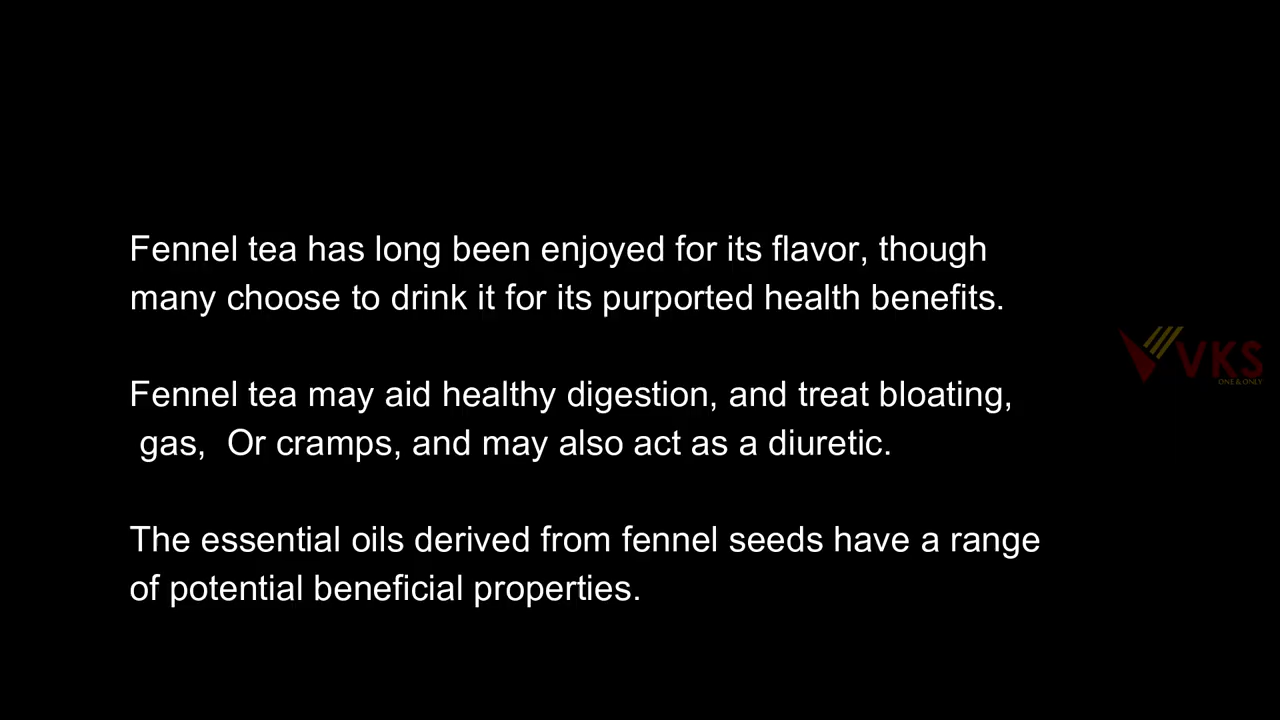 Fennel tea has long been enjoyed for its flavor, though
many choose to drink it for its purported health benefits.
Fennel tea may aid healthy digestion, and treat bloating,
gas,  Or cramps, and may also act as a diuretic.
The essential oils derived from fennel seeds have a range
of potential beneficial properties.
VKS
ONE & ONLY